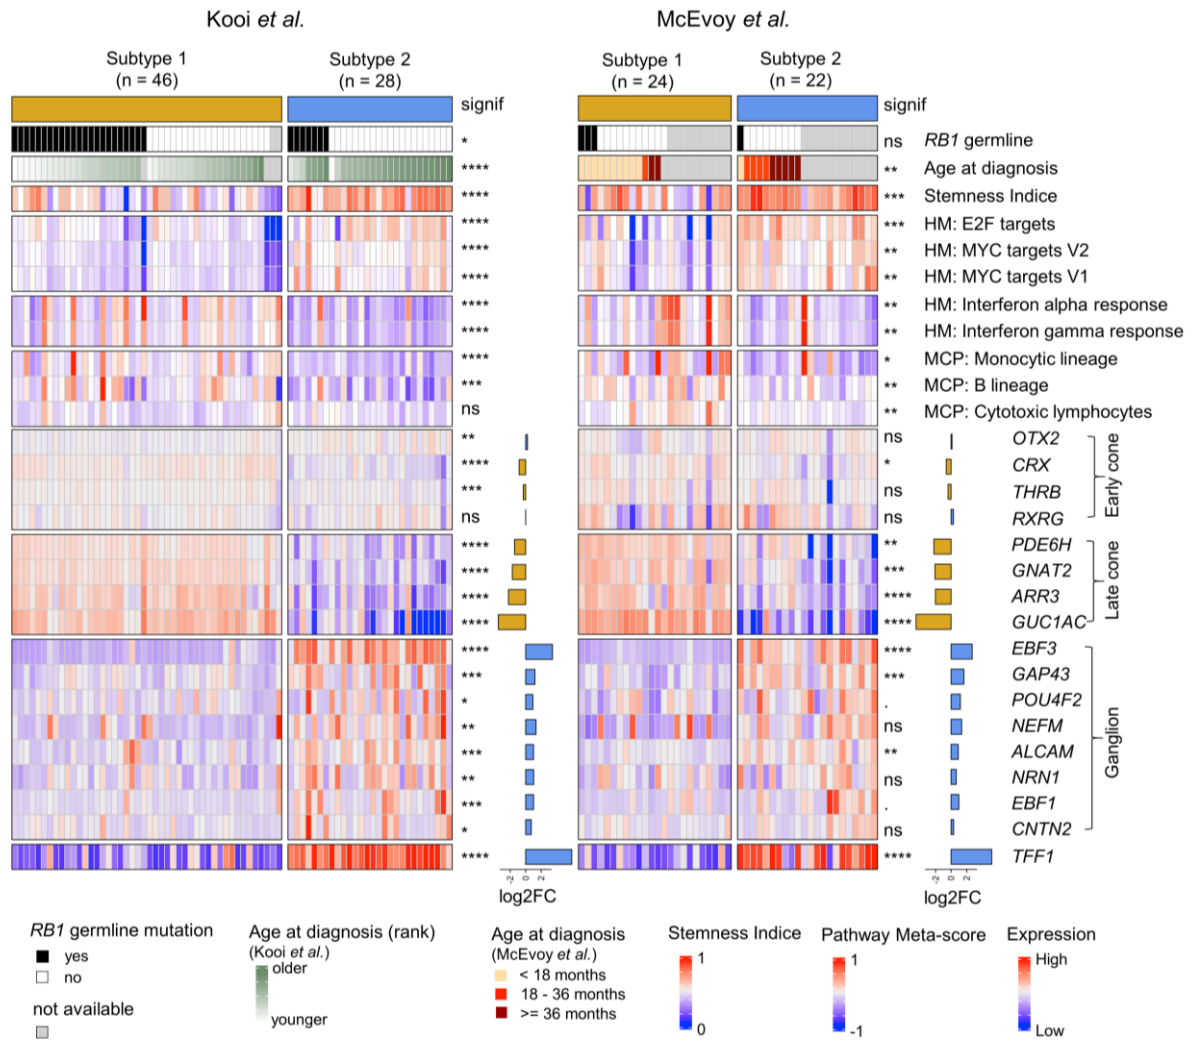 Kooi et al.
McEvoy et al.
Subtype 1
(n = 46)
Subtype 2
(n = 28)
Subtype 1
(n = 24)
Subtype 2
(n = 22)
signif
signif
* ns RB1 germline
**** ** Age at diagnosis
**** *** Stemness Indice
**** *** HM: E2F targets
**** ** HM: MYC targets V2
**** ** HM: MYC targets V1
**** ** HM: Interferon alpha response
**** ** HM: Interferon gamma response
**** * MCP: Monocytic lineage
*** ** MCP: B lineage
ns ** MCP: Cytotoxic lymphocytes
** ns OTX2
**** * CRX
*** ns THRB
ns ns RXRG
Early cone
**** ** PDE6H
**** *** GNAT2
**** **** ARR3
**** **** GUC1AC
Late cone
**** **** EBF3
*** *** GAP43
* . POU4F2
** ns NEFM
*** ** ALCAM
** ns NRN1
*** . EBF1
* ns CNTN2
Ganglion
**** **** TFF1
-2 0 2
log2FC
-2 0 2
log2FC
RB1 germline mutation
yes
no
not available
Age at diagnosis (rank)
(Kooi et al.)
older
younger
Age at diagnosis
(McEvoy et al.)
< 18 months
18 - 36 months
>= 36 months
Stemness Indice
1
0
Pathway Meta-score
1
-1
Expression
High
Low